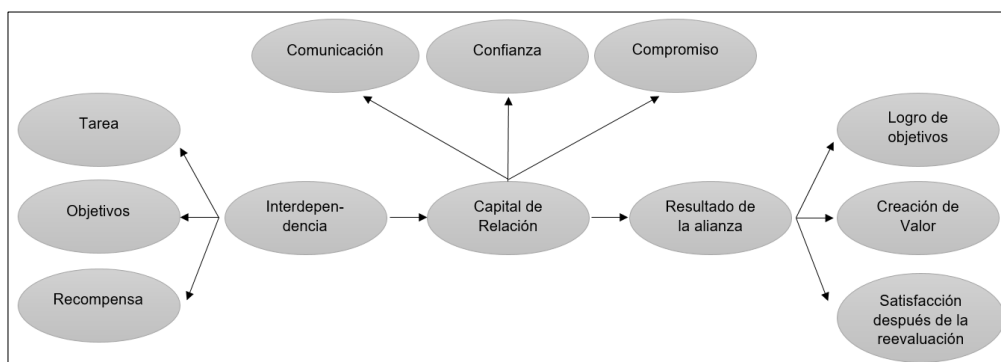 Comunicación
Confianza
Compromiso
Tarea
Logro de
objetivos
Objetivos
Interdepen-
dencia
Capital de
Relación
Resultado de
la alianza
Creación de
Valor
Recompensa
Satisfacción
después de la
reevaluación